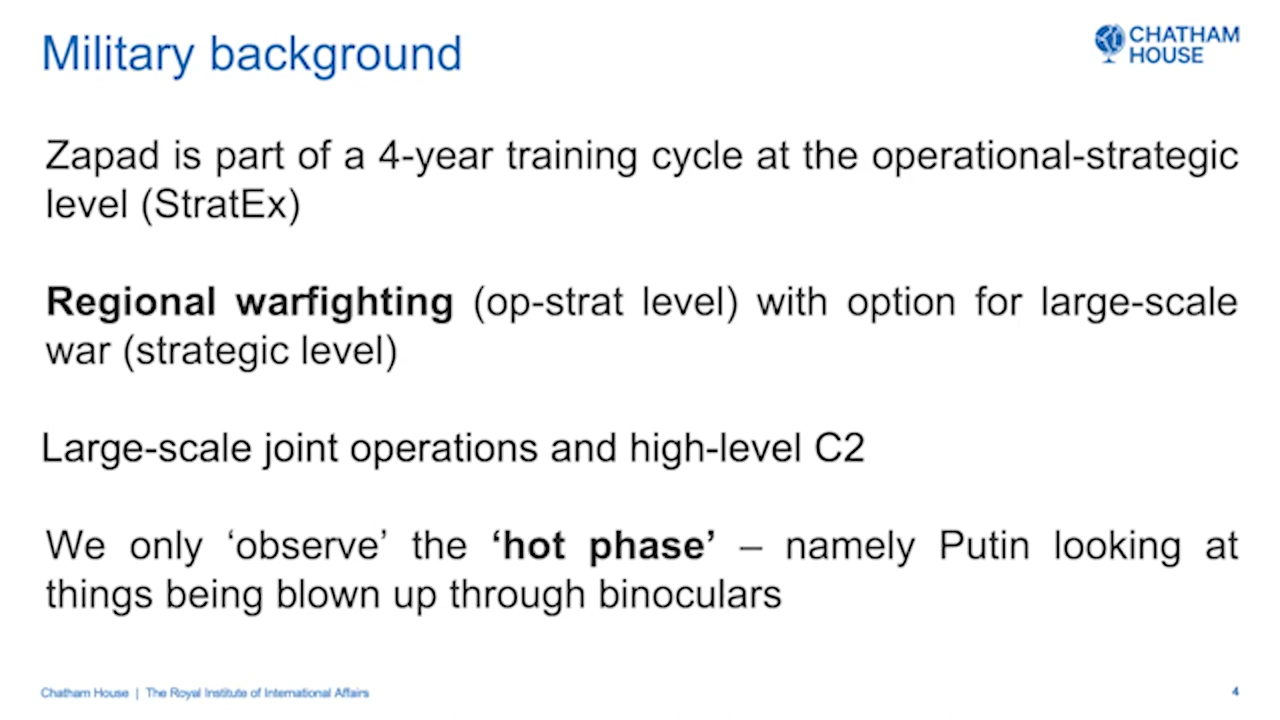 Military background
CHATHAM
HOUSE
Zapad is part of a 4-year training cycle at the operational-strategic
level (StratEx)
Regional warfighting (op-strat level) with option for large-scale
war (strategic level)
Large-scale joint operations and high-level C2
We only ‘observe’ the ‘hot phase’ – namely Putin looking at
things being blown up through binoculars
Chatham House | The Royal Institute of International Affairs
4